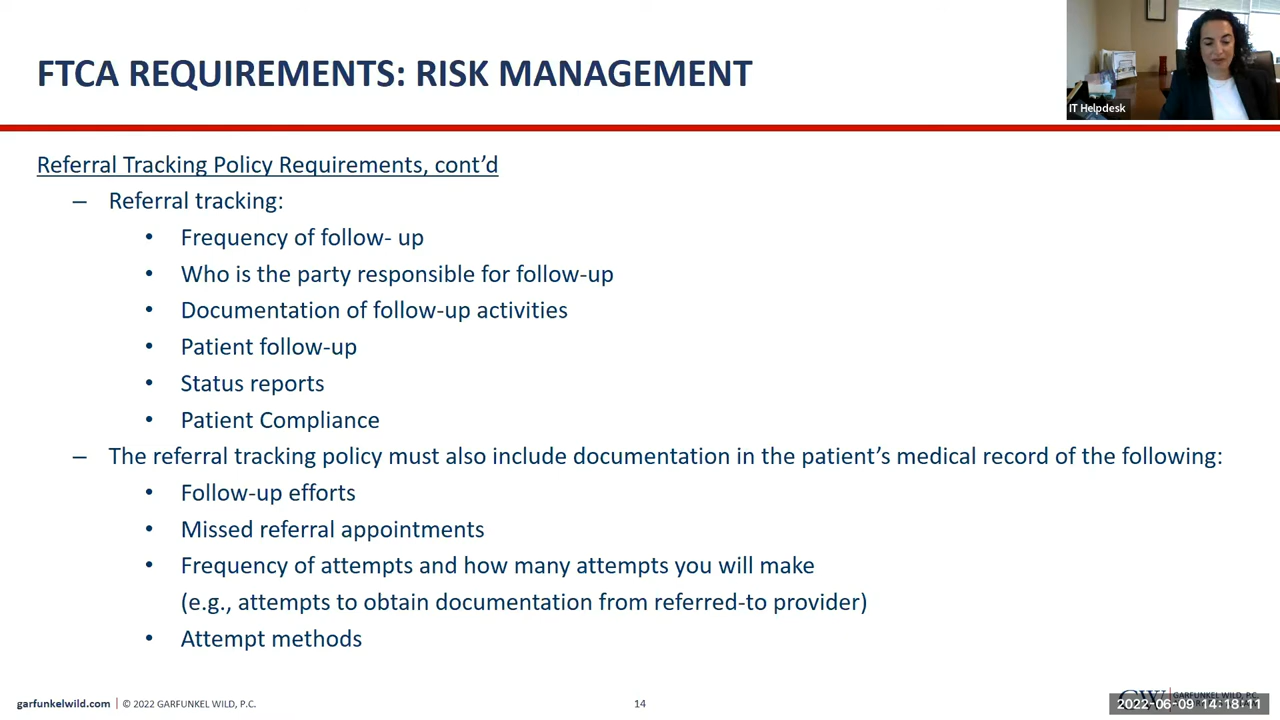 FTCA REQUIREMENTS: RISK MANAGEMENT
IT Helpdesk
Referral Tracking Policy Requirements, cont’d
– Referral tracking:
• Frequency of follow- up
• Who is the party responsible for follow-up
• Documentation of follow-up activities
• Patient follow-up
• Status reports
• Patient Compliance
– The referral tracking policy must also include documentation in the patient’s medical record of the following:
• Follow-up efforts
• Missed referral appointments
• Frequency of attempts and how many attempts you will make
(e.g., attempts to obtain documentation from referred-to provider)
• Attempt methods
garfunkelwild.com | © 2022 GARFUNKEL WILD, P.C.
14
GW GARFUNKEL WILD, P.C.
2022-06-09 14:18:11